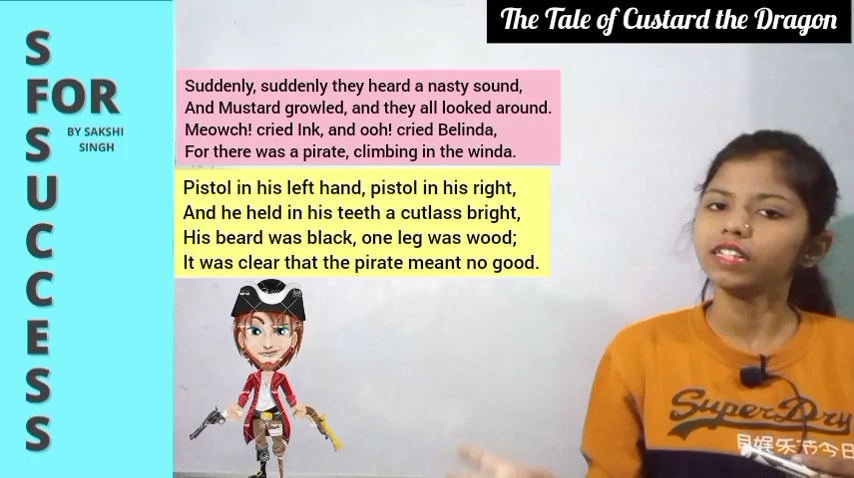 The Tale of Custard the Dragon
S
FOR
S
U
C
C
E
S
S
BY SAKSHI
SINGH
Suddenly, suddenly they heard a nasty sound,
And Mustard growled, and they all looked around.
Meowch! cried Ink, and ooh! cried Belinda,
For there was a pirate, climbing in the winda.
Pistol in his left hand, pistol in his right,
And he held in his teeth a cutlass bright,
His beard was black, one leg was wood;
It was clear that the pirate meant no good.
SuperDry